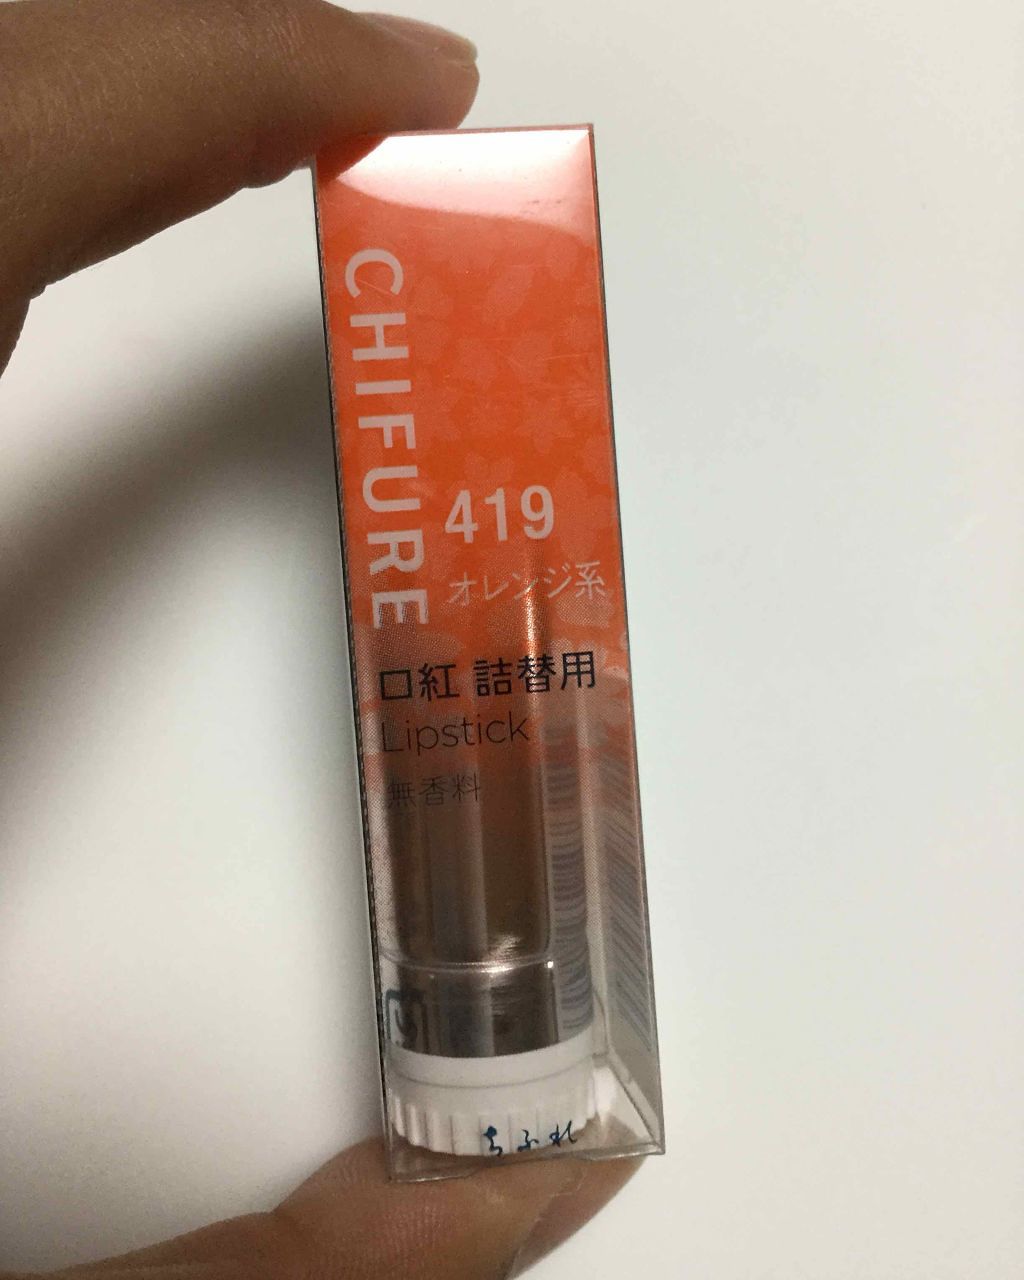 CHIFURE
419
オレンジ系
口紅 詰替用
Lipstick
無香料
ちふれ